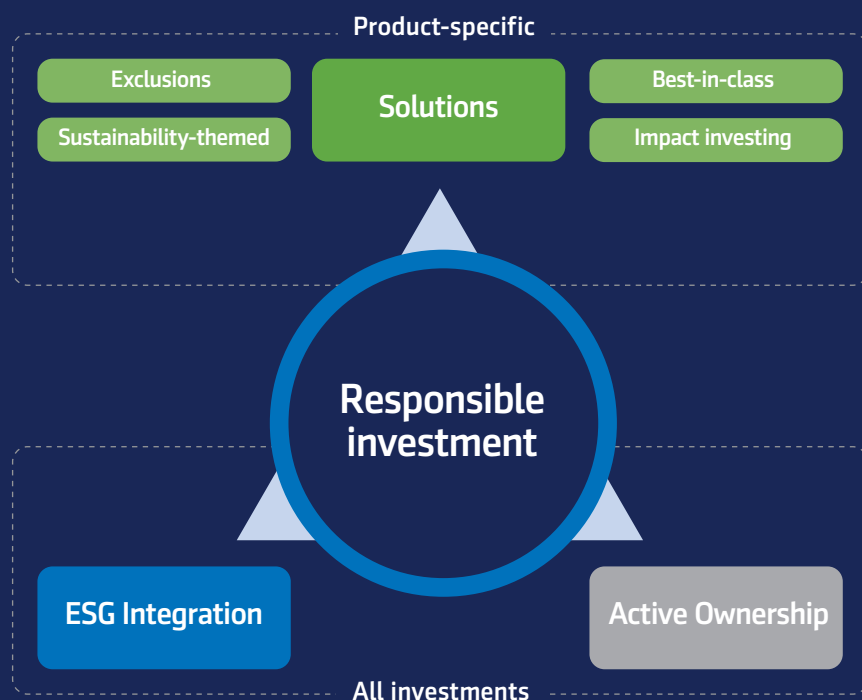 Product-specific
Exclusions
Sustainability-themed
Solutions
Best-in-class
Impact investing
Responsible
investment
ESG Integration
Active Ownership
All investments